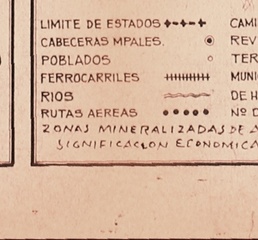 LIMITE DE ESTADOS CAMI
CABECERAS MPALES. REV
POBLADOS TER
FERROCARRILES MUNI
RIOS DE H
RUTAS AEREAS Nº D
ZONAS MINERALIZADAS DE A
SIGNIFICACION ECONOMICA